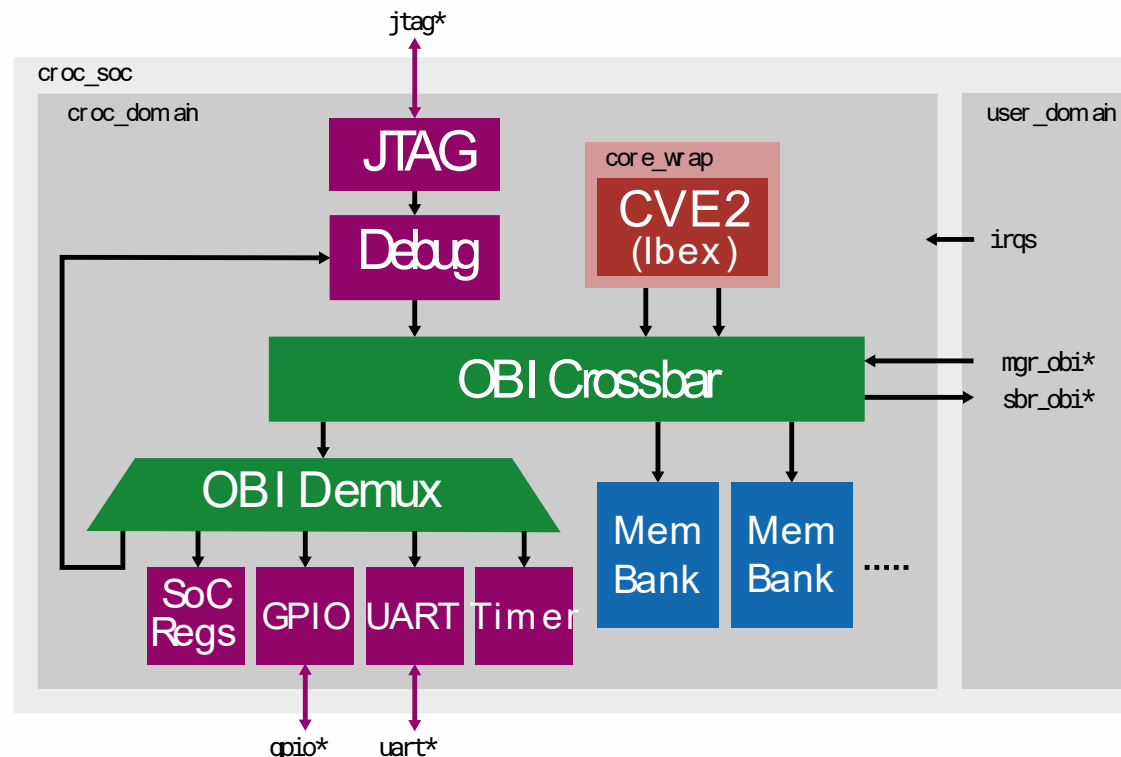 jtag*
croc_soc
croc_domain
user_domain
JTAG
core_wrap
CVE2
(Ibex)
Debug
irqs
OBI Crossbar
mgr_obi*
sbr_obi*
OBI Demux
Mem
Bank
Mem
Bank
.....
SoC
Regs
GPIO
UART
Timer
gpio*
uart*